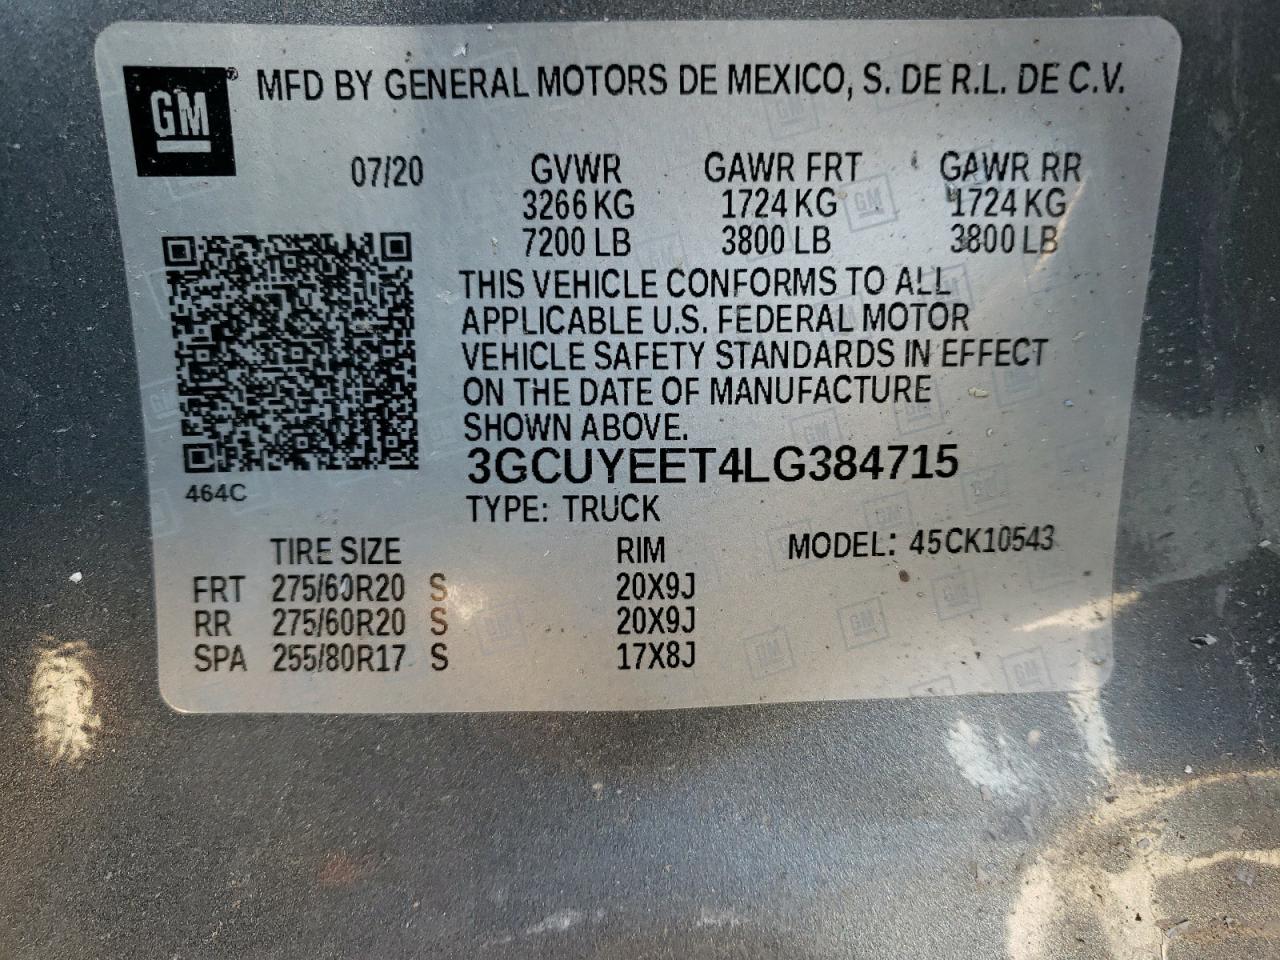 GM® MFD BY GENERAL MOTORS DE MEXICO, S. DE R.L. DE C.V.
07/20 GVWR GAWR FRT GAWR RR
3266 KG 1724 KG 1724 KG
7200 LB 3800 LB 3800 LB
THIS VEHICLE CONFORMS TO ALL
APPLICABLE U.S. FEDERAL MOTOR
VEHICLE SAFETY STANDARDS IN EFFECT
ON THE DATE OF MANUFACTURE
SHOWN ABOVE.
3GCUYEET4LG384715
464C
TYPE: TRUCK
TIRE SIZE RIM MODEL: 45CK10543
FRT 275/60R20 S 20X9J
RR 275/60R20 S 20X9J
SPA 255/80R17 S 17X8J